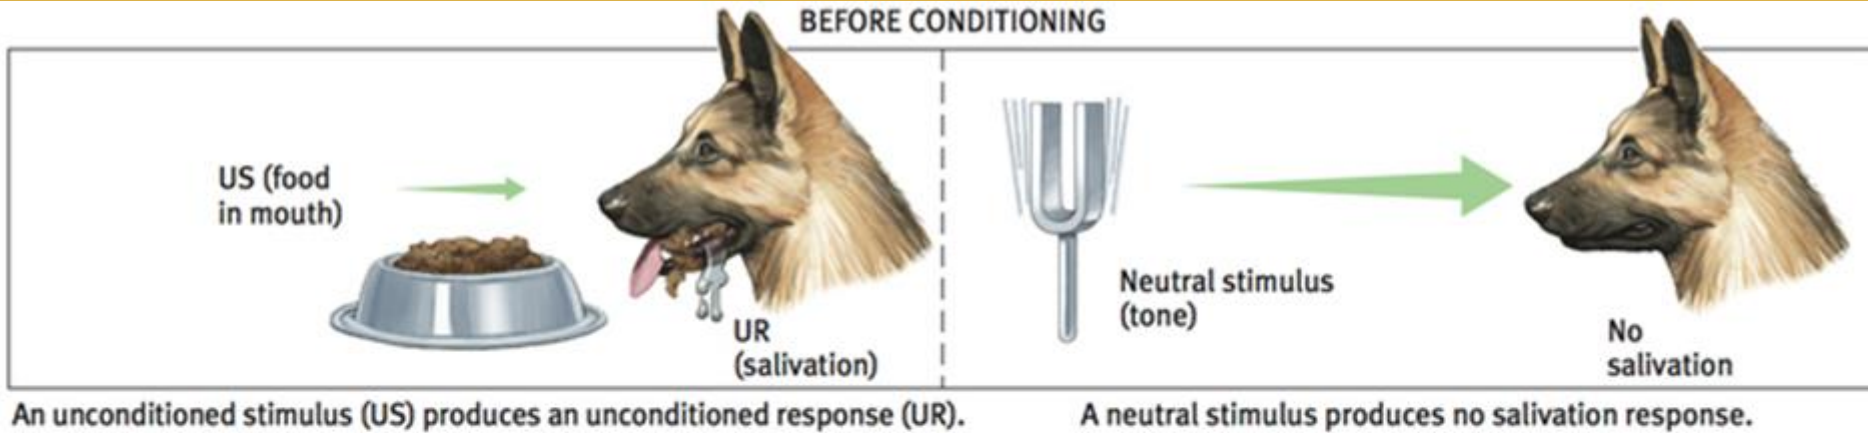 BEFORE CONDITIONING
US (food
in mouth)
UR
(salivation)
Neutral stimulus
(tone)
No
salivation
An unconditioned stimulus (US) produces an unconditioned response (UR).
A neutral stimulus produces no salivation response.